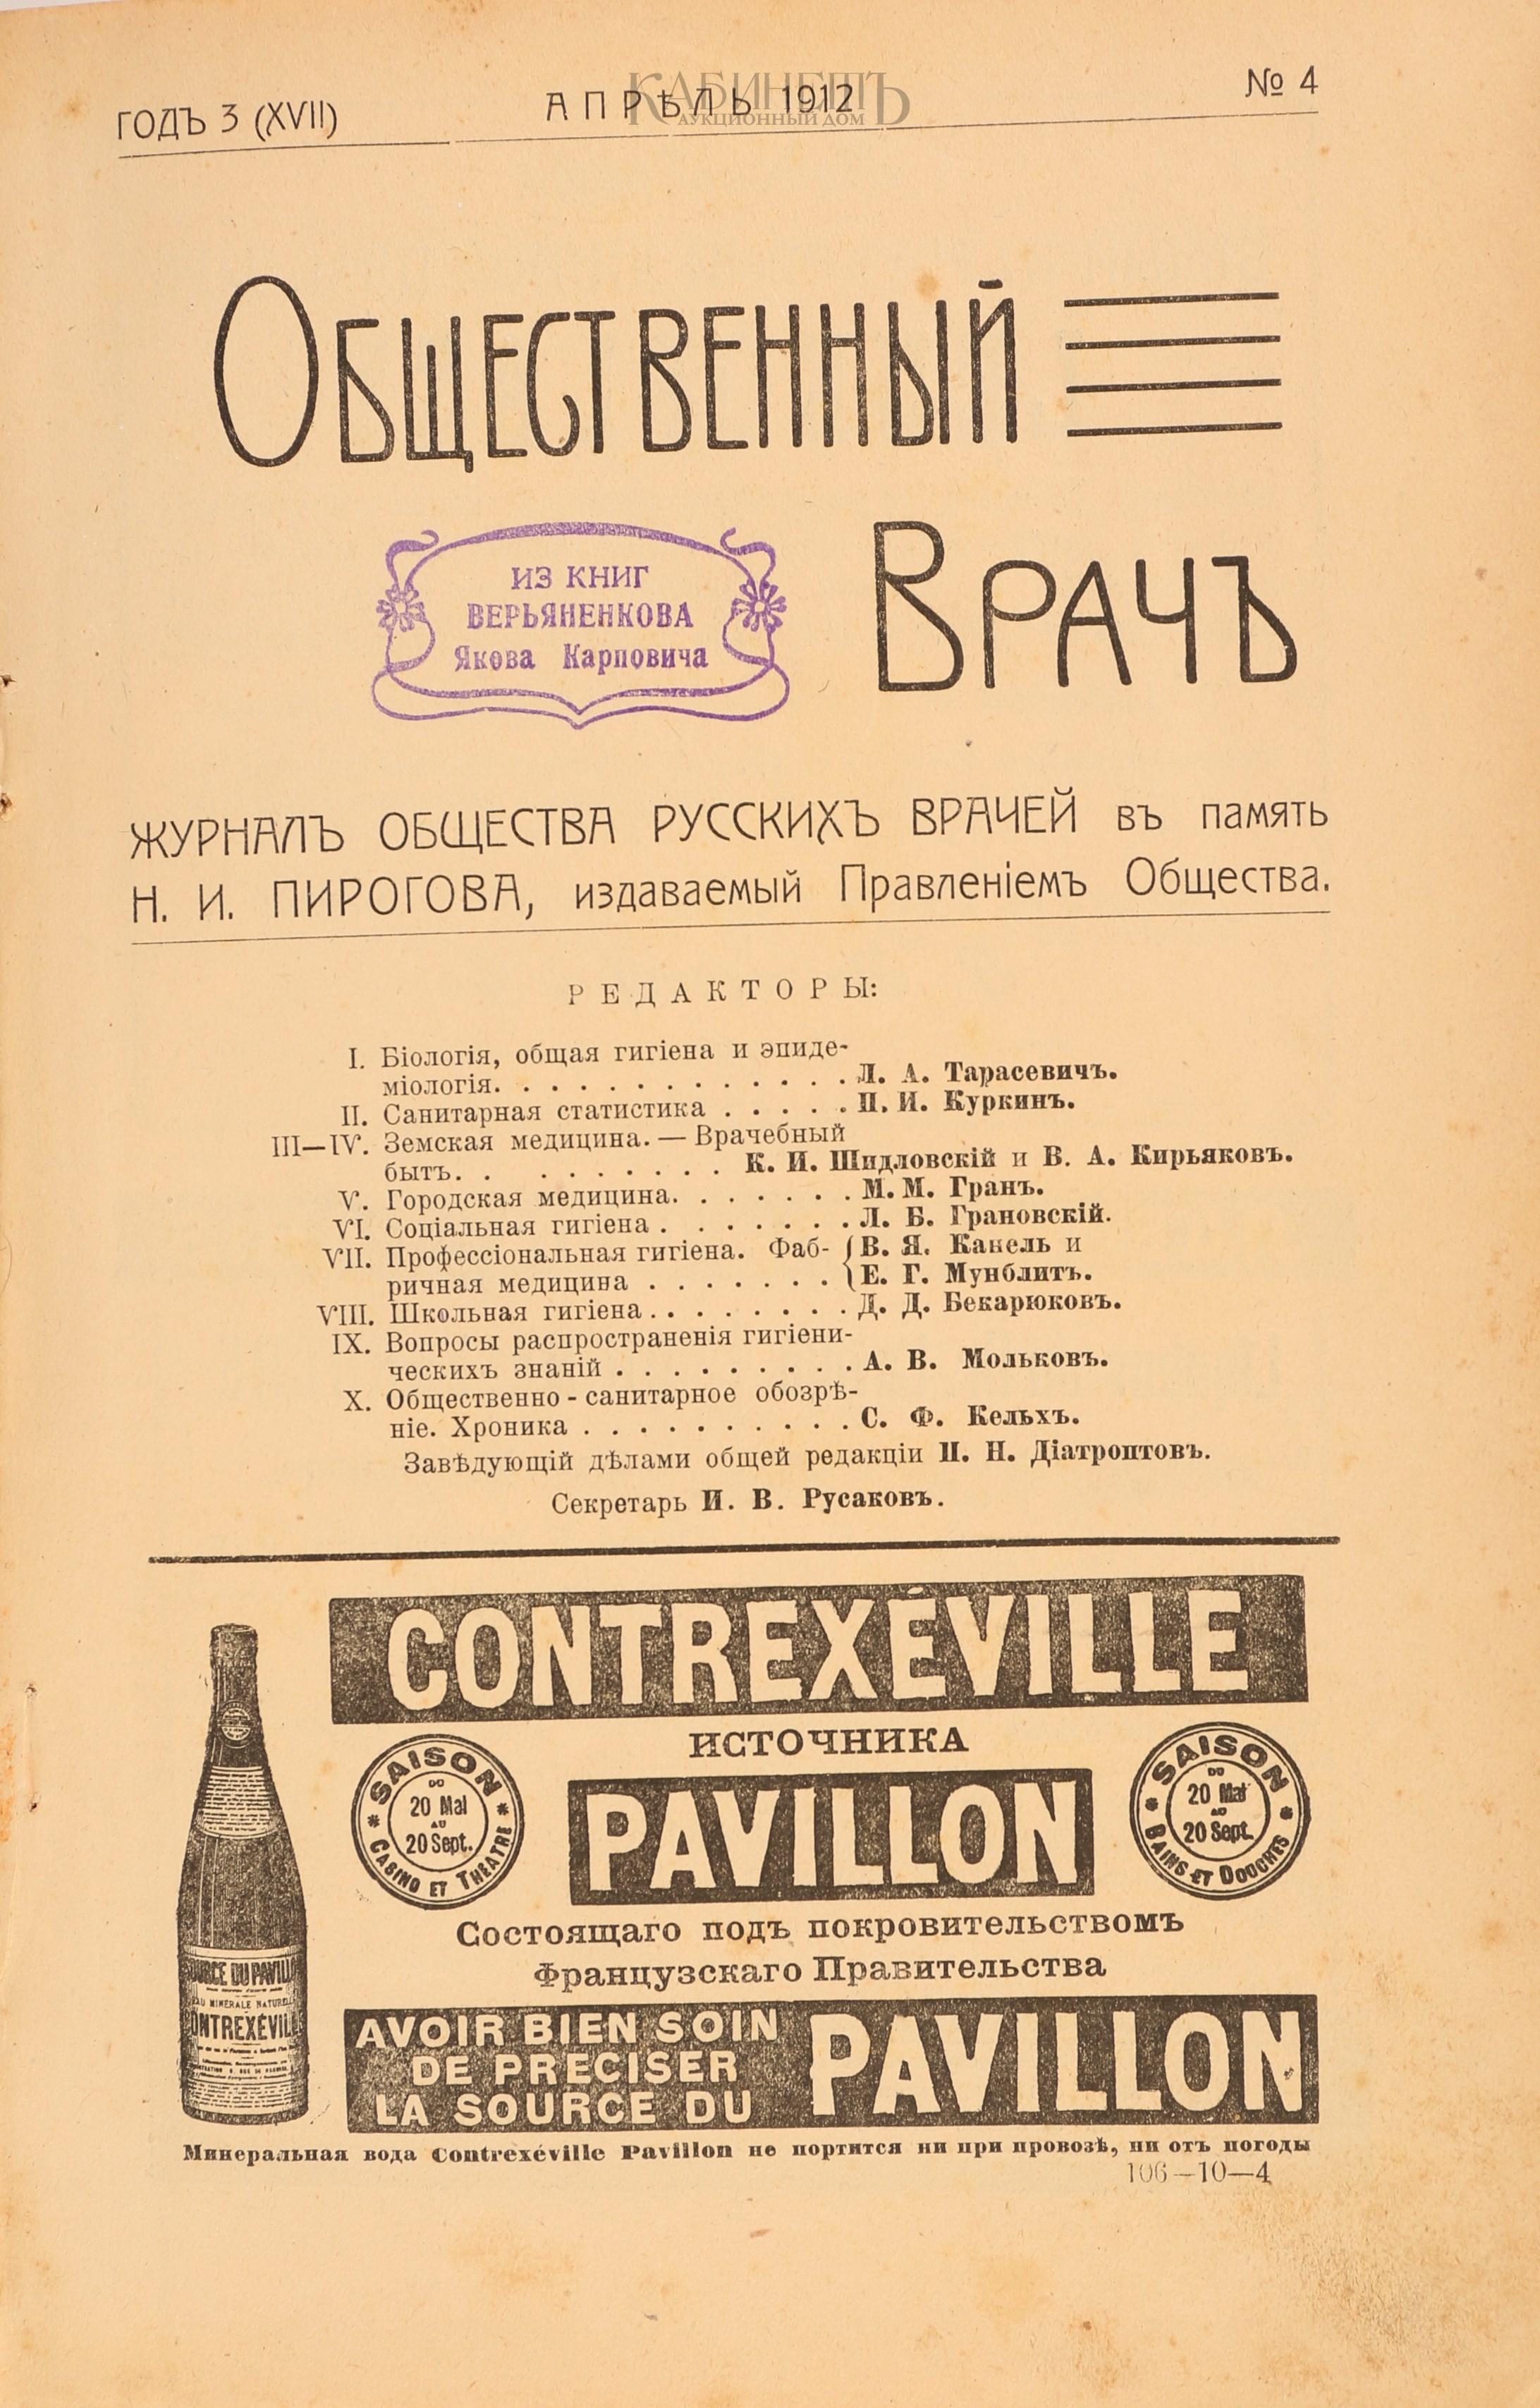 ГОДЪ 3 (XVII) АПРѢЛЬ 1912 № 4
КАБИНЕТЪ
АУКЦИОННЫЙ ДОМ
ОБЩЕСТВЕННЫЙ
ВРАЧЪ
ИЗ КНИГ
ВЕРЬЯНЕНКОВА
Якова Карповича
ЖУРНАЛЪ ОБЩЕСТВА РУССКИХЪ ВРАЧЕЙ въ память
Н. И. ПИРОГОВА, издаваемый Правленіемъ Общества.
РЕДАКТОРЫ:
I. Біологія, общая гигіена и эпиде-
міологія. . . . . . . . . . . . . Л. А. Тарасевичъ.
II. Санитарная статистика . . . . . П. И. Куркинъ.
III—IV. Земская медицина. — Врачебный
бытъ. . . . . . . . . К. И. Шидловскій и В. А. Кирьяковъ.
V. Городская медицина. . . . . . . М. М. Гранъ.
VI. Соціальная гигіена . . . . . . . Л. Б. Грановскій.
VII. Профессіональная гигіена. Фаб- { В. Я. Канель и
ричная медицина . . . . . . . Е. Г. Мунблитъ.
VIII. Школьная гигіена . . . . . . . . Д. Д. Бекарюковъ.
IX. Вопросы распространенія гигіени-
ческихъ знаній . . . . . . . . . А. В. Мольковъ.
X. Общественно-санитарное обозрѣ-
ніе. Хроника . . . . . . . . . . С. Ф. Кельхъ.
Завѣдующій дѣлами общей редакціи П. Н. Діатроптовъ.
Секретарь И. В. Русаковъ.
CONTREXÉVILLE
ИСТОЧНИКА
PAVILLON
SAISON
DU
20 Mai
AU
20 Sept.
CASINO ET THEATRE
SAISON
DU
20 Mai
AU
20 Sept.
BAINS ET DOUCHES
Состоящаго подъ покровительствомъ
Французскаго Правительства
AVOIR BIEN SOIN
DE PRECISER
LA SOURCE DU
PAVILLON
URCE DU PAVILL
AU MINERALE NATUREL
ONTREXÉVIL
Минеральная вода Contrexéville Pavillon не портится ни при провозѣ, ни отъ погоды
106—10—4